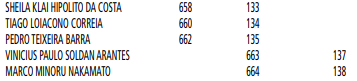 SHEILA KLAI HIPOLITO DA COSTA 658 133
TIAGO LOIACONO CORREIA 660 134
PEDRO TEIXEIRA BARRA 662 135
VINICIUS PAULO SOLDAN ARANTES 663 137
MARCO MINORU NAKAMATO 664 138